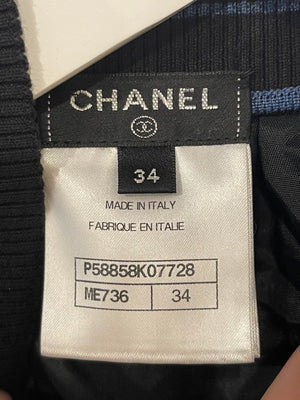 CHANEL
34
MADE IN ITALY
FABRIQUE EN ITALIE
P58858K07728
ME736 34